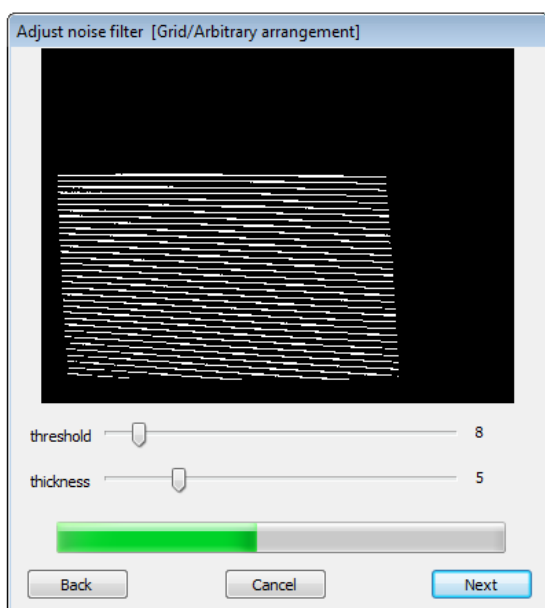 Adjust noise filter [Grid/Arbitrary arrangement]
threshold 8
thickness 5
Back Cancel Next